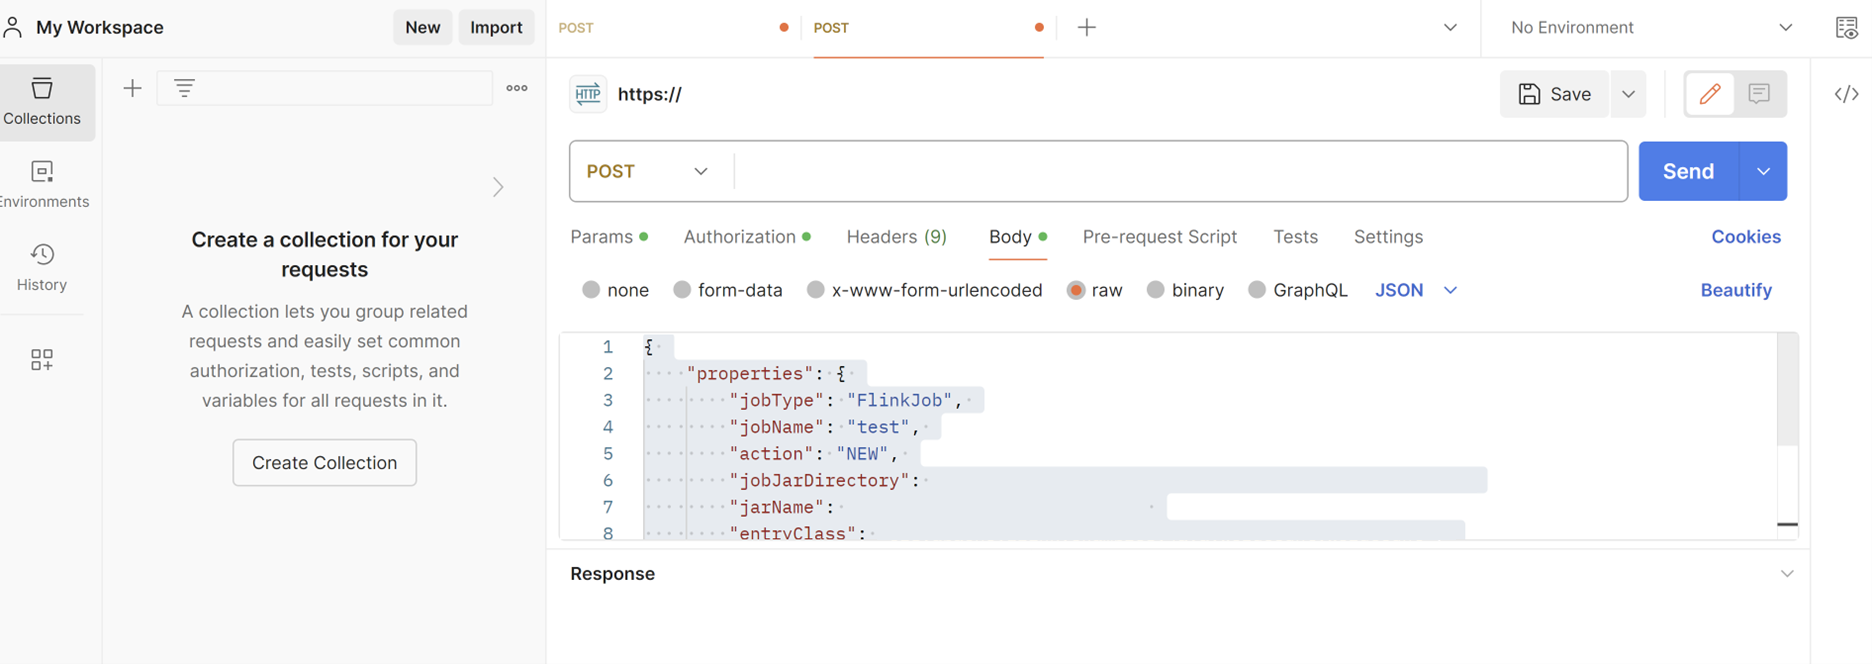 My Workspace
New
Import
POST
POST
No Environment
Collections
Environments
History
Create a collection for your
requests
A collection lets you group related
requests and easily set common
authorization, tests, scripts, and
variables for all requests in it.
Create Collection
HTTP
https://
Save
POST
Send
Params
Authorization
Headers (9)
Body
Pre-request Script
Tests
Settings
Cookies
none
form-data
x-www-form-urlencoded
raw
binary
GraphQL
JSON
Beautify
1 {
2 "properties": {
3 "jobType": "FlinkJob",
4 "jobName": "test",
5 "action": "NEW",
6 "jobJarDirectory":
7 "jarName":
8 "entryClass":
Response